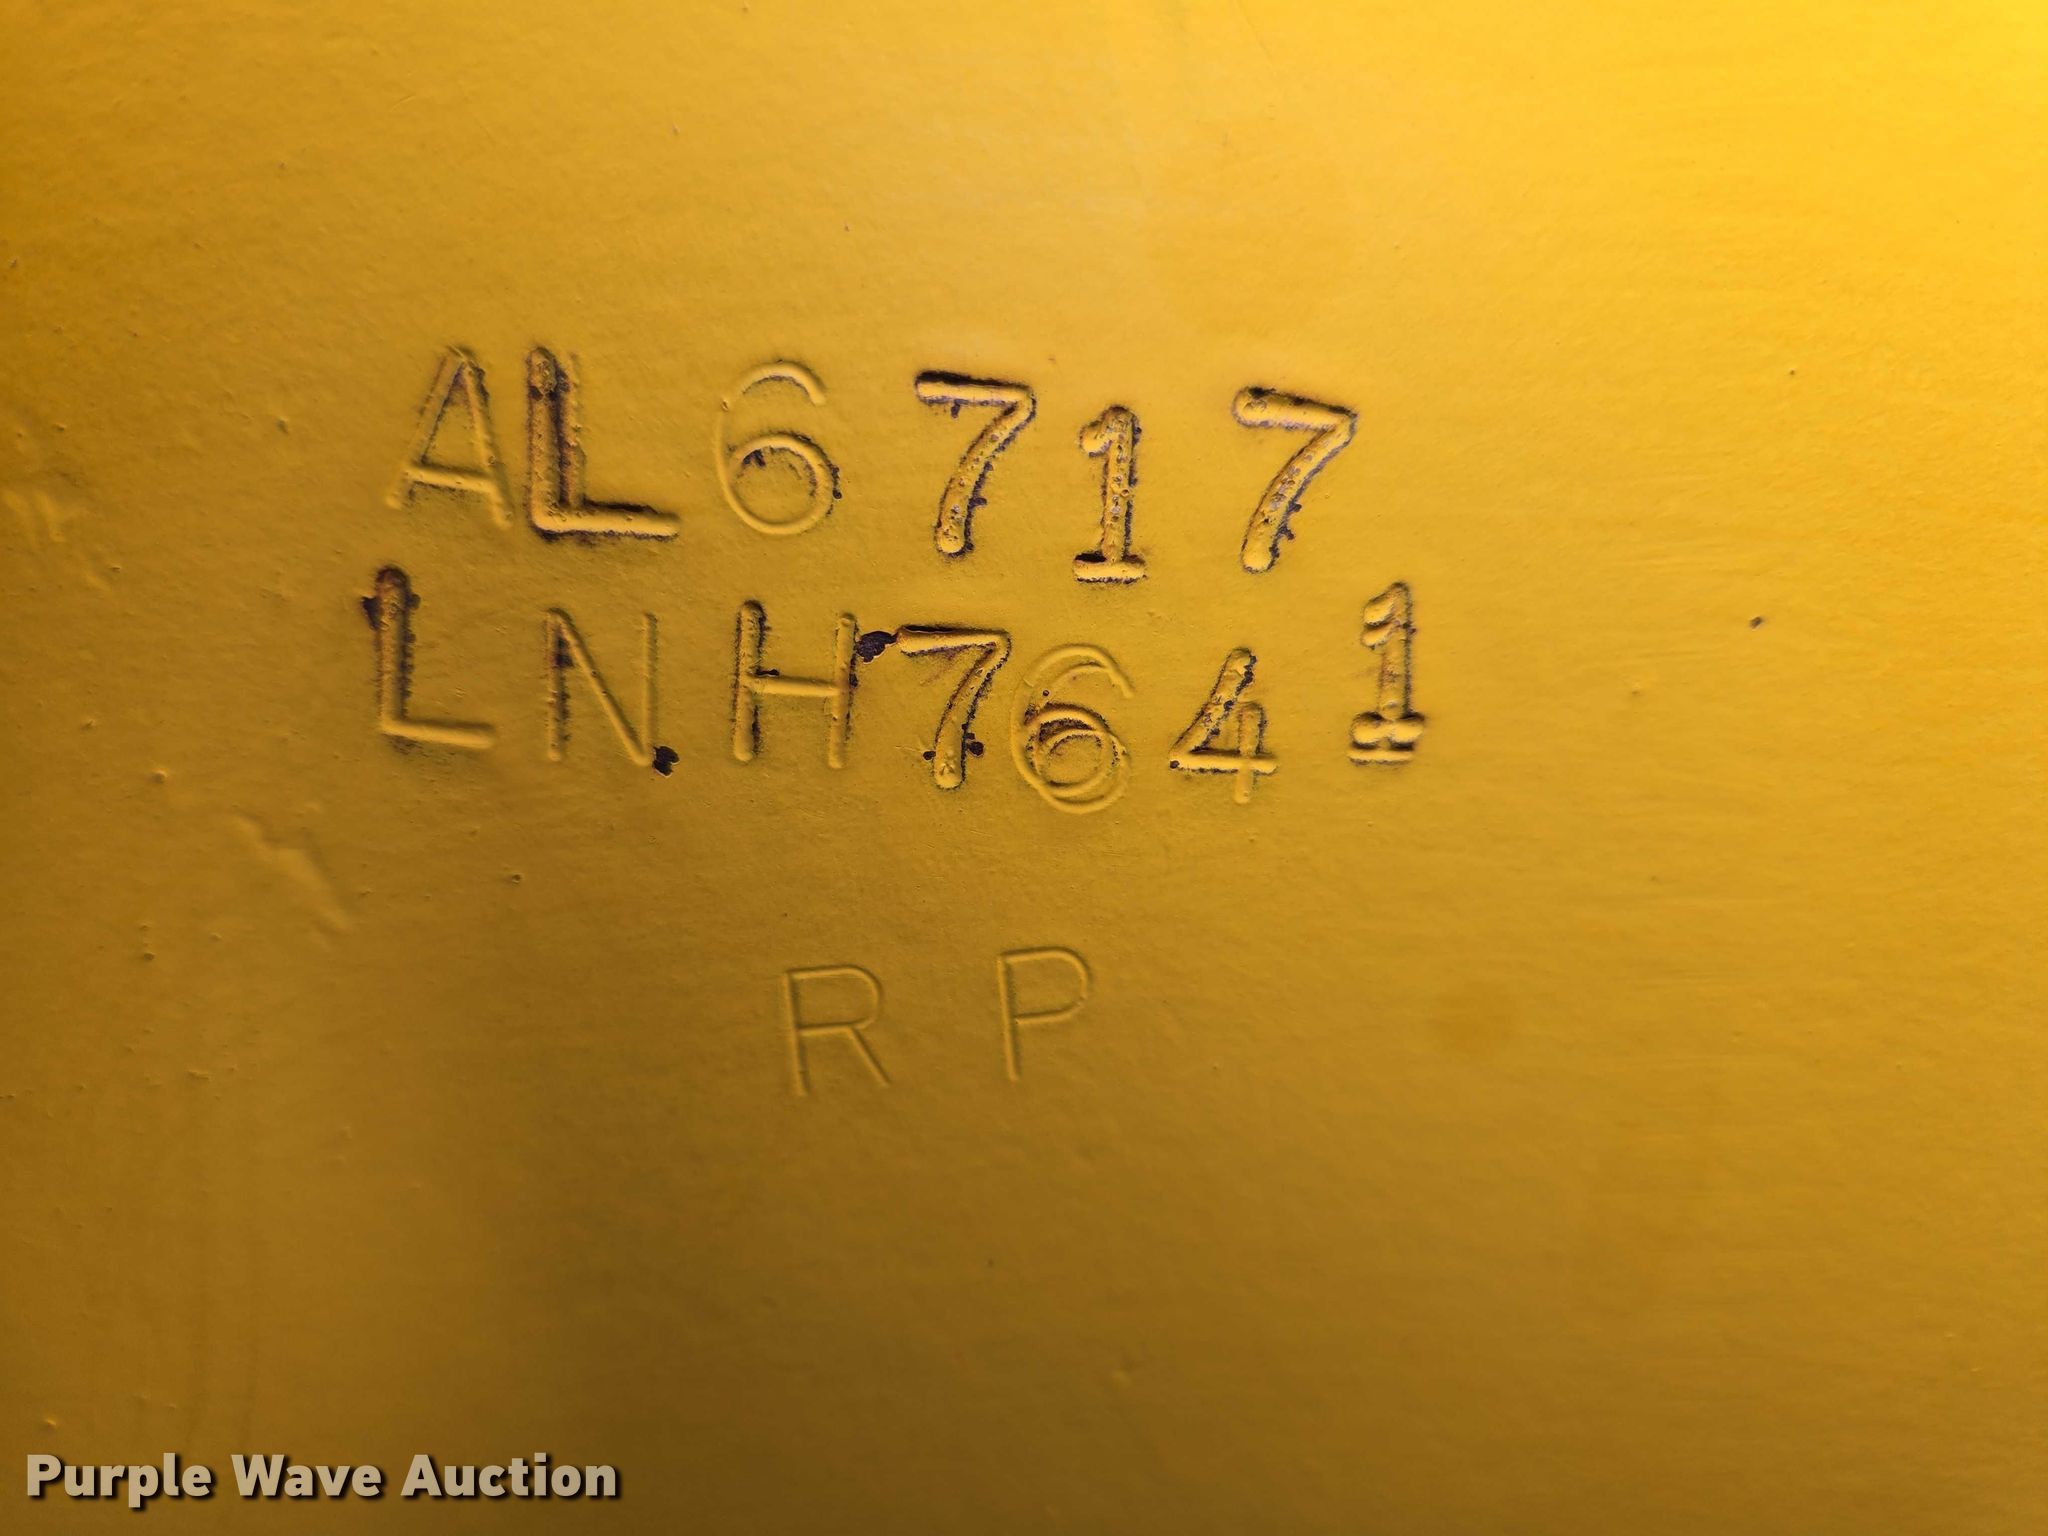 AL6717
LNH7641
RP
Purple Wave Auction